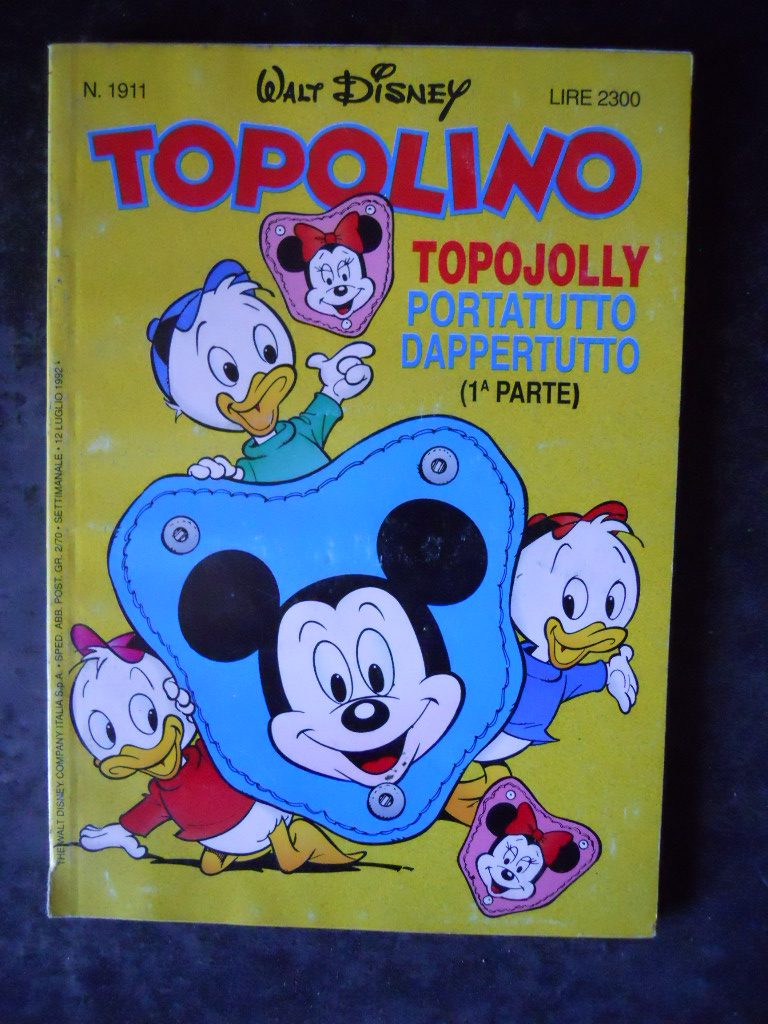 N. 1911
WALT DISNEY
LIRE 2300
TOPOLINO
TOPOJOLLY
PORTATUTTO
DAPPERTUTTO
(1ª PARTE)
THE WALT DISNEY COMPANY ITALIA S.p.A. • SPED. ABB. POST. GR. 2/70 • SETTIMANALE • 12 LUGLIO 1992 •